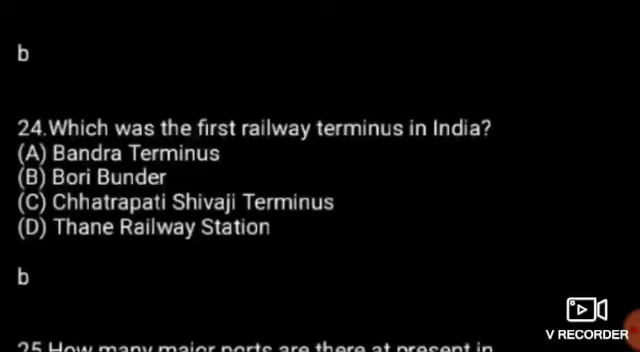 b
24.Which was the first railway terminus in India?
(A) Bandra Terminus
(B) Bori Bunder
(C) Chhatrapati Shivaji Terminus
(D) Thane Railway Station
b
25 How many major ports are there at present in
V RECORDER